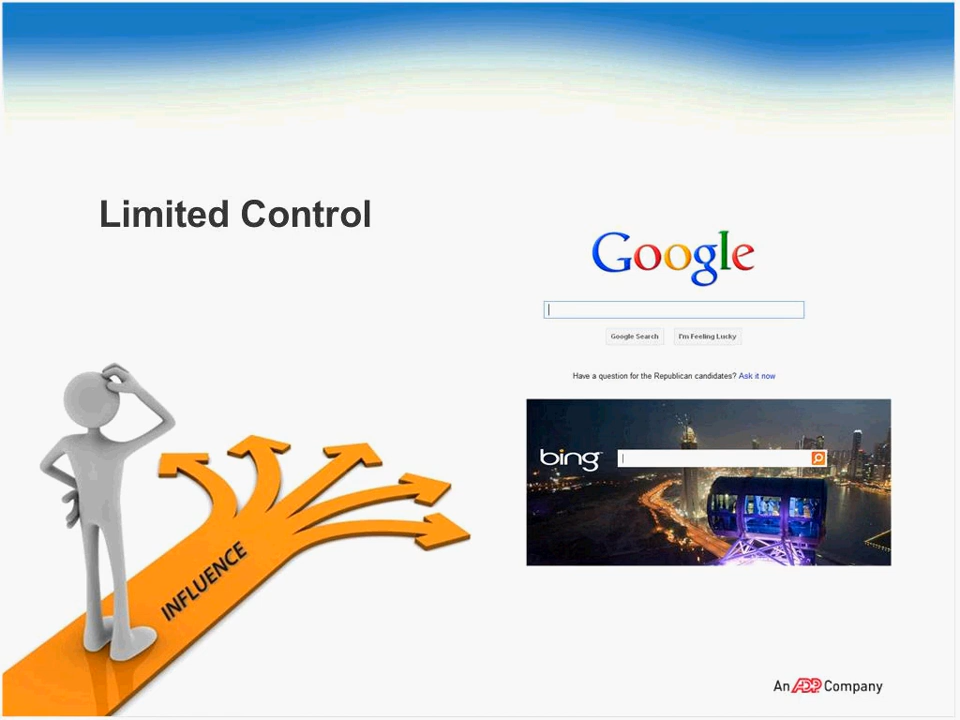 Limited Control
Google
Google Search I'm Feeling Lucky
Have a question for the Republican candidates? Ask it now
bing
INFLUENCE
An ADP Company